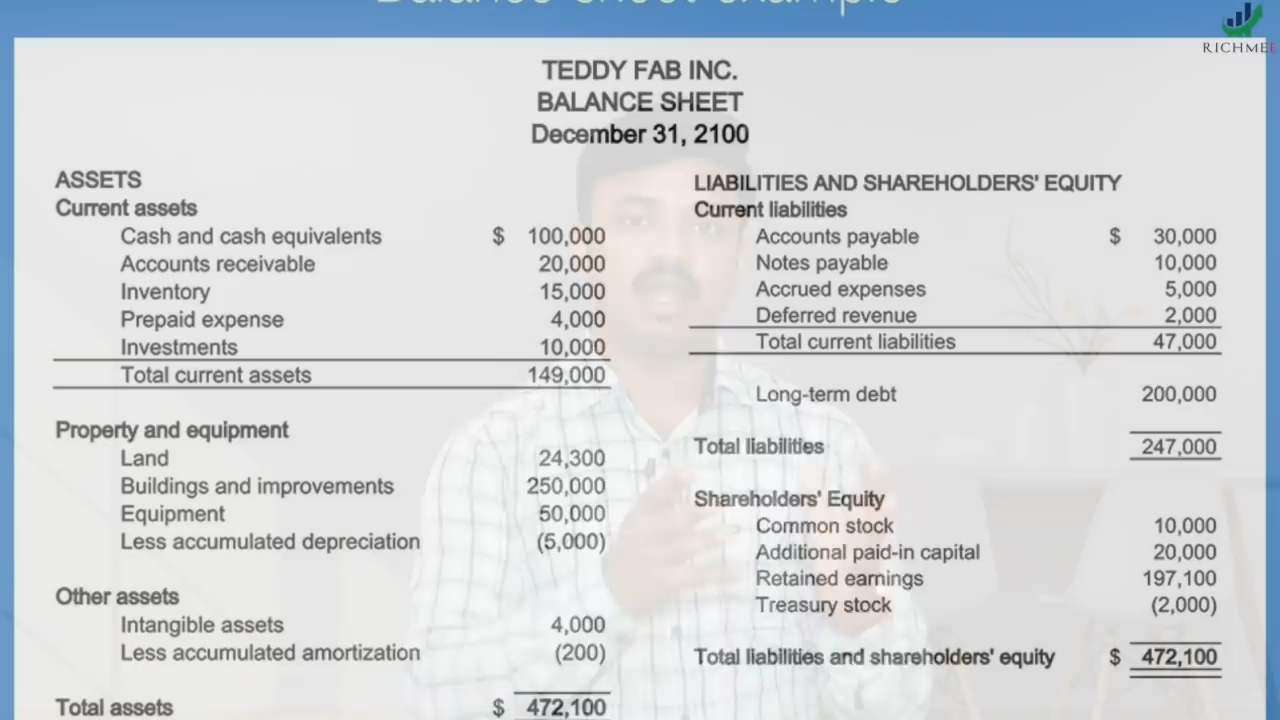 Balance sheet example
RICHMEE
TEDDY FAB INC.
BALANCE SHEET
December 31, 2100
ASSETS
Current assets
Cash and cash equivalents $ 100,000
Accounts receivable 20,000
Inventory 15,000
Prepaid expense 4,000
Investments 10,000
Total current assets 149,000
Property and equipment
Land 24,300
Buildings and improvements 250,000
Equipment 50,000
Less accumulated depreciation (5,000)
Other assets
Intangible assets 4,000
Less accumulated amortization (200)
Total assets $ 472,100
LIABILITIES AND SHAREHOLDERS' EQUITY
Current liabilities
Accounts payable $ 30,000
Notes payable 10,000
Accrued expenses 5,000
Deferred revenue 2,000
Total current liabilities 47,000
Long-term debt 200,000
Total liabilities 247,000
Shareholders' Equity
Common stock 10,000
Additional paid-in capital 20,000
Retained earnings 197,100
Treasury stock (2,000)
Total liabilities and shareholders' equity $ 472,100